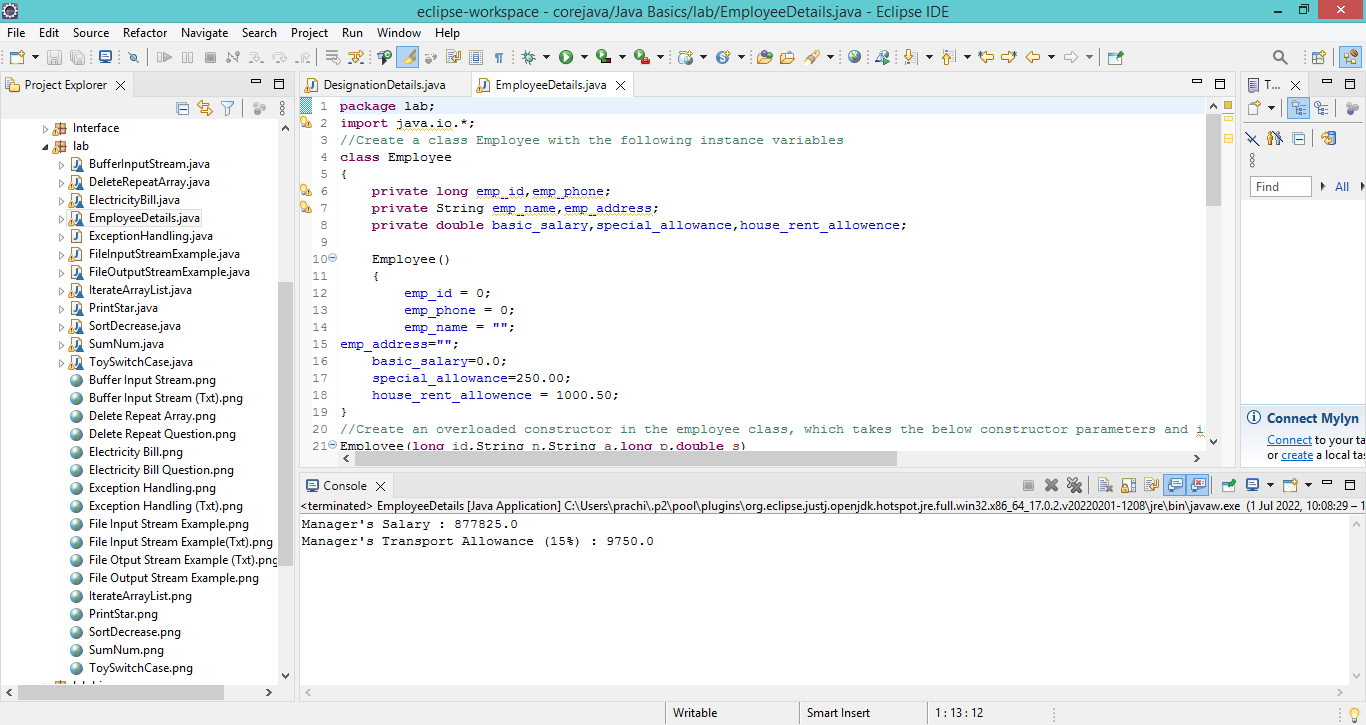 eclipse-workspace - corejava/Java Basics/lab/EmployeeDetails.java - Eclipse IDE
File Edit Source Refactor Navigate Search Project Run Window Help
Project Explorer
Interface
lab
BufferInputStream.java
DeleteRepeatArray.java
ElectricityBill.java
EmployeeDetails.java
ExceptionHandling.java
FileInputStreamExample.java
FileOutputStreamExample.java
IterateArrayList.java
PrintStar.java
SortDecrease.java
SumNum.java
ToySwitchCase.java
Buffer Input Stream.png
Buffer Input Stream (Txt).png
Delete Repeat Array.png
Delete Repeat Question.png
Electricity Bill.png
Electricity Bill Question.png
Exception Handling.png
Exception Handling (Txt).png
File Input Stream Example.png
File Input Stream Example(Txt).png
File Otput Stream Example (Txt).png
File Output Stream Example.png
IterateArrayList.png
PrintStar.png
SortDecrease.png
SumNum.png
ToySwitchCase.png
DesignationDetails.java
EmployeeDetails.java
1 package lab;
2 import java.io.*;
3 //Create a class Employee with the following instance variables
4 class Employee
5 {
6 private long emp_id,emp_phone;
7 private String emp_name,emp_address;
8 private double basic_salary,special_allowance,house_rent_allowence;
9
10 Employee()
11 {
12 emp_id = 0;
13 emp_phone = 0;
14 emp_name = "";
15 emp_address="";
16 basic_salary=0.0;
17 special_allowance=250.00;
18 house_rent_allowence = 1000.50;
19 }
20 //Create an overloaded constructor in the employee class, which takes the below constructor parameters and i
21 Employee(long id,String n,String a,long p,double s)
T...
Find
All
Connect Mylyn
Connect to your ta
or create a local tas
Console
<terminated> EmployeeDetails [Java Application] C:\Users\prachi\.p2\pool\plugins\org.eclipse.justj.openjdk.hotspot.jre.full.win32.x86_64_17.0.2.v20220201-1208\jre\bin\javaw.exe (1 Jul 2022, 10:08:29 – 1
Manager's Salary : 877825.0
Manager's Transport Allowance (15%) : 9750.0
Writable
Smart Insert
1 : 13 : 12